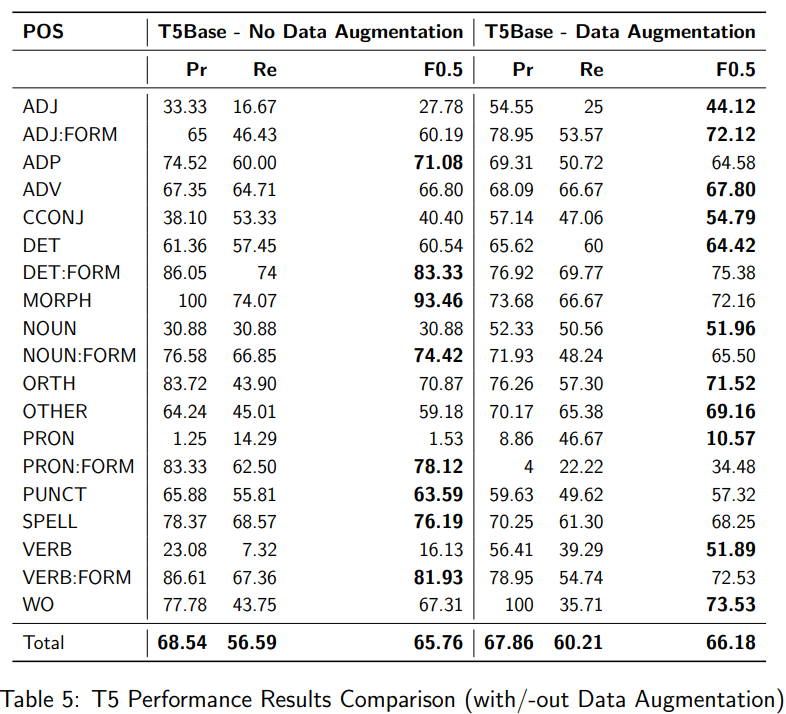 POS T5Base - No Data Augmentation T5Base - Data Augmentation
Pr Re F0.5 Pr Re F0.5
ADJ 33.33 16.67 27.78 54.55 25 44.12
ADJ:FORM 65 46.43 60.19 78.95 53.57 72.12
ADP 74.52 60.00 71.08 69.31 50.72 64.58
ADV 67.35 64.71 66.80 68.09 66.67 67.80
CCONJ 38.10 53.33 40.40 57.14 47.06 54.79
DET 61.36 57.45 60.54 65.62 60 64.42
DET:FORM 86.05 74 83.33 76.92 69.77 75.38
MORPH 100 74.07 93.46 73.68 66.67 72.16
NOUN 30.88 30.88 30.88 52.33 50.56 51.96
NOUN:FORM 76.58 66.85 74.42 71.93 48.24 65.50
ORTH 83.72 43.90 70.87 76.26 57.30 71.52
OTHER 64.24 45.01 59.18 70.17 65.38 69.16
PRON 1.25 14.29 1.53 8.86 46.67 10.57
PRON:FORM 83.33 62.50 78.12 4 22.22 34.48
PUNCT 65.88 55.81 63.59 59.63 49.62 57.32
SPELL 78.37 68.57 76.19 70.25 61.30 68.25
VERB 23.08 7.32 16.13 56.41 39.29 51.89
VERB:FORM 86.61 67.36 81.93 78.95 54.74 72.53
WO 77.78 43.75 67.31 100 35.71 73.53
Total 68.54 56.59 65.76 67.86 60.21 66.18
Table 5: T5 Performance Results Comparison (with/-out Data Augmentation)